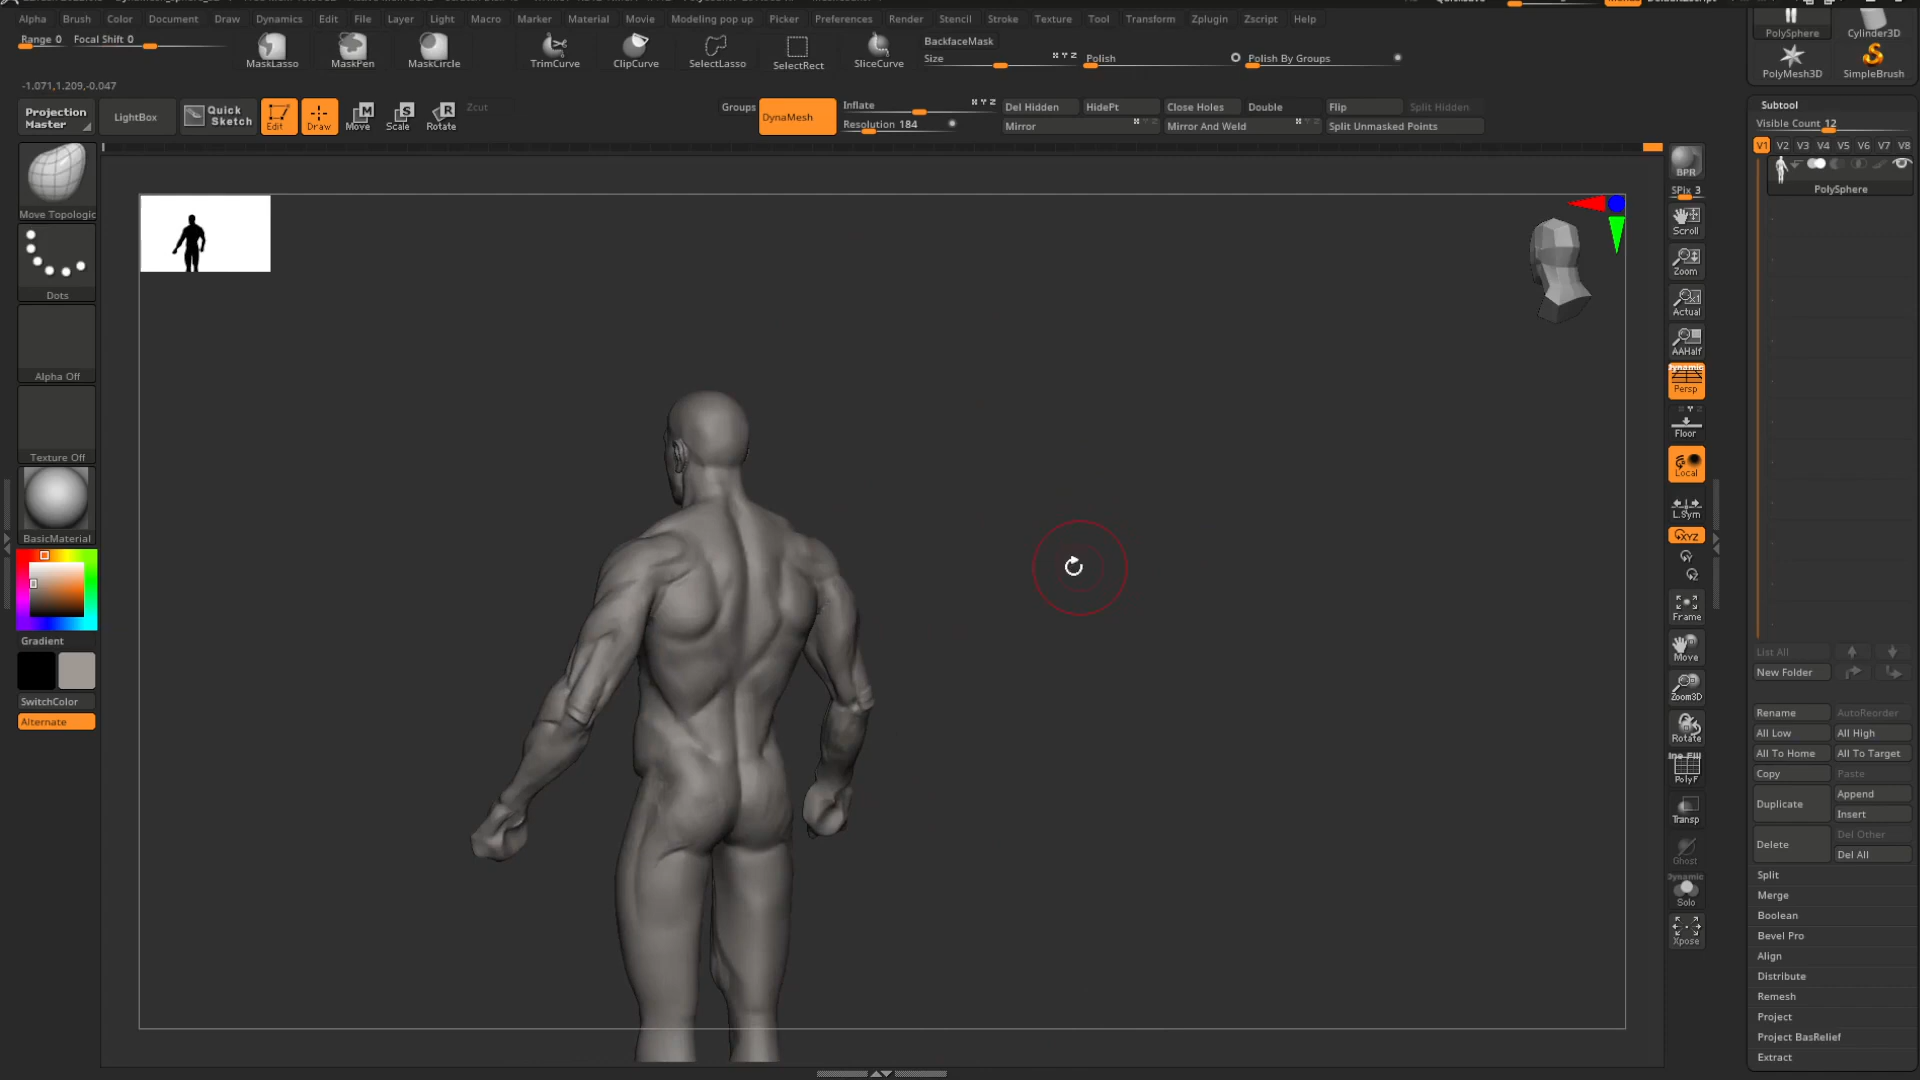 Alpha Brush Color Document Draw Dynamics Edit File Layer Light Macro Marker Material Movie Modeling pop up Picker Preferences Render Stencil Stroke Texture Tool Transform Zplugin Zscript Help
Range 0 Focal Shift 0
MaskLasso MaskPen MaskCircle TrimCurve ClipCurve SelectLasso SelectRect SliceCurve
BackfaceMask
Size Polish Polish By Groups
PolySphere Cylinder3D
PolyMesh3D SimpleBrush
-1.071,1.209,-0.047
Projection Master
LightBox
Quick Sketch
Edit Draw Move Scale Rotate
Zcut
Groups DynaMesh
Inflate
Resolution 184
Del Hidden HidePt Close Holes Double Flip Split Hidden
Mirror Mirror And Weld Split Unmasked Points
Subtool
Visible Count 12
V1 V2 V3 V4 V5 V6 V7 V8
PolySphere
Move Topologic
Dots
Alpha Off
Texture Off
BasicMaterial
Gradient
SwitchColor
Alternate
BPR
SPix 3
Scroll
Zoom
Actual
AAHalf
Dynamic
Persp
Floor
Local
L.Sym
XYZ
Y
Z
Frame
Move
Zoom3D
Rotate
Line Fill
PolyF
Transp
Ghost
Dynamic
Solo
Xpose
List All
New Folder
Rename AutoReorder
All Low All High
All To Home All To Target
Copy Paste
Duplicate Append
Insert
Delete Del Other
Del All
Split
Merge
Boolean
Bevel Pro
Align
Distribute
Remesh
Project
Project BasRelief
Extract